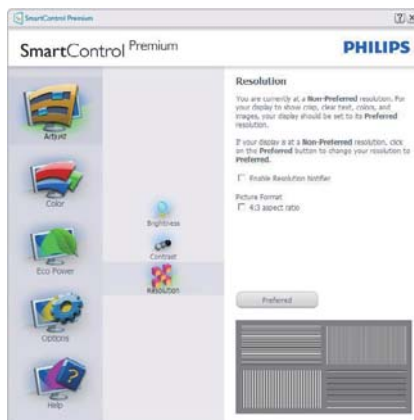 SmartControl Premium
SmartControl Premium
PHILIPS
Adjust
Color
Eco Power
Options
Help
Brightness
Contrast
Resolution
Resolution
You are currently at a Non-Preferred resolution. For
your display to show crisp, clear text, colors, and
images, your display should be set to its Preferred
resolution.
If your display is at a Non-Preferred resolution, click
on the Preferred button to change your resolution to
Preferred.
Enable Resolution Notifier
Picture Format
4:3 aspect ratio
Preferred